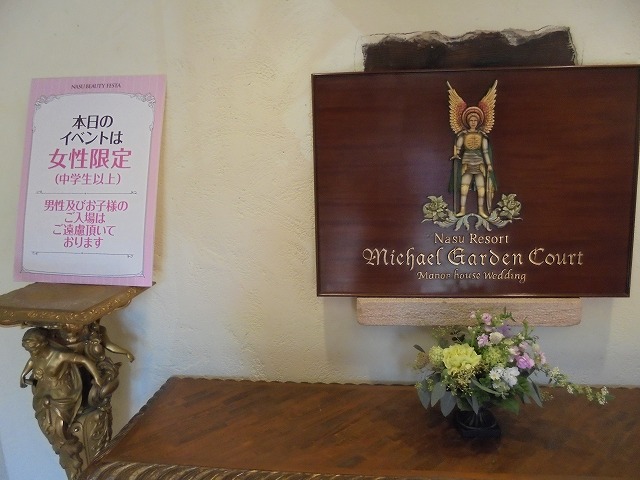 NASU BEAUTY FESTA
本日の
イベントは
女性限定
(中学生以上)
男性及びお子様の
ご入場は
ご遠慮頂いて
おります
Nasu Resort
Michael Garden Court
Manor house Wedding